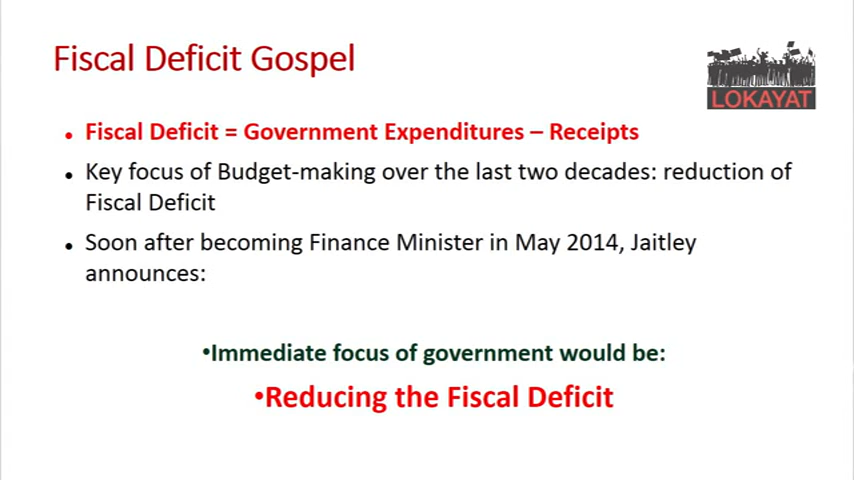 Fiscal Deficit Gospel
LOKAYAT
• Fiscal Deficit = Government Expenditures – Receipts
• Key focus of Budget-making over the last two decades: reduction of
Fiscal Deficit
• Soon after becoming Finance Minister in May 2014, Jaitley
announces:
•Immediate focus of government would be:
•Reducing the Fiscal Deficit